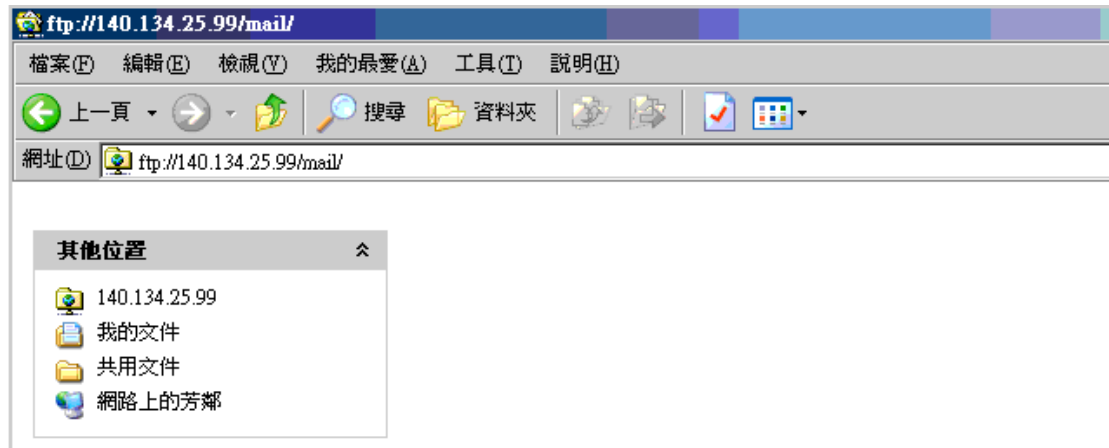 ftp://140.134.25.99/mail/
檔案(F) 編輯(E) 檢視(V) 我的最愛(A) 工具(T) 說明(H)
上一頁 搜尋 資料夾
網址(D) ftp://140.134.25.99/mail/
其他位置
140.134.25.99
我的文件
共用文件
網路上的芳鄰